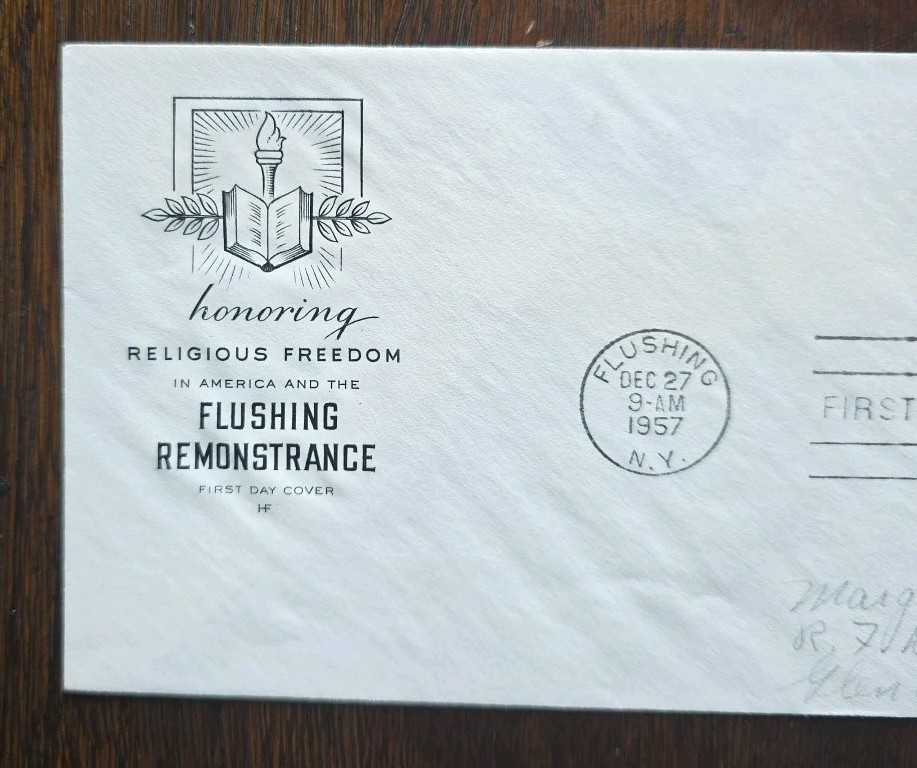 honoring
RELIGIOUS FREEDOM
IN AMERICA AND THE
FLUSHING
REMONSTRANCE
FIRST DAY COVER
HF
FLUSHING
DEC 27
9-AM
1957
N.Y.
FIRST
R. F
Glen